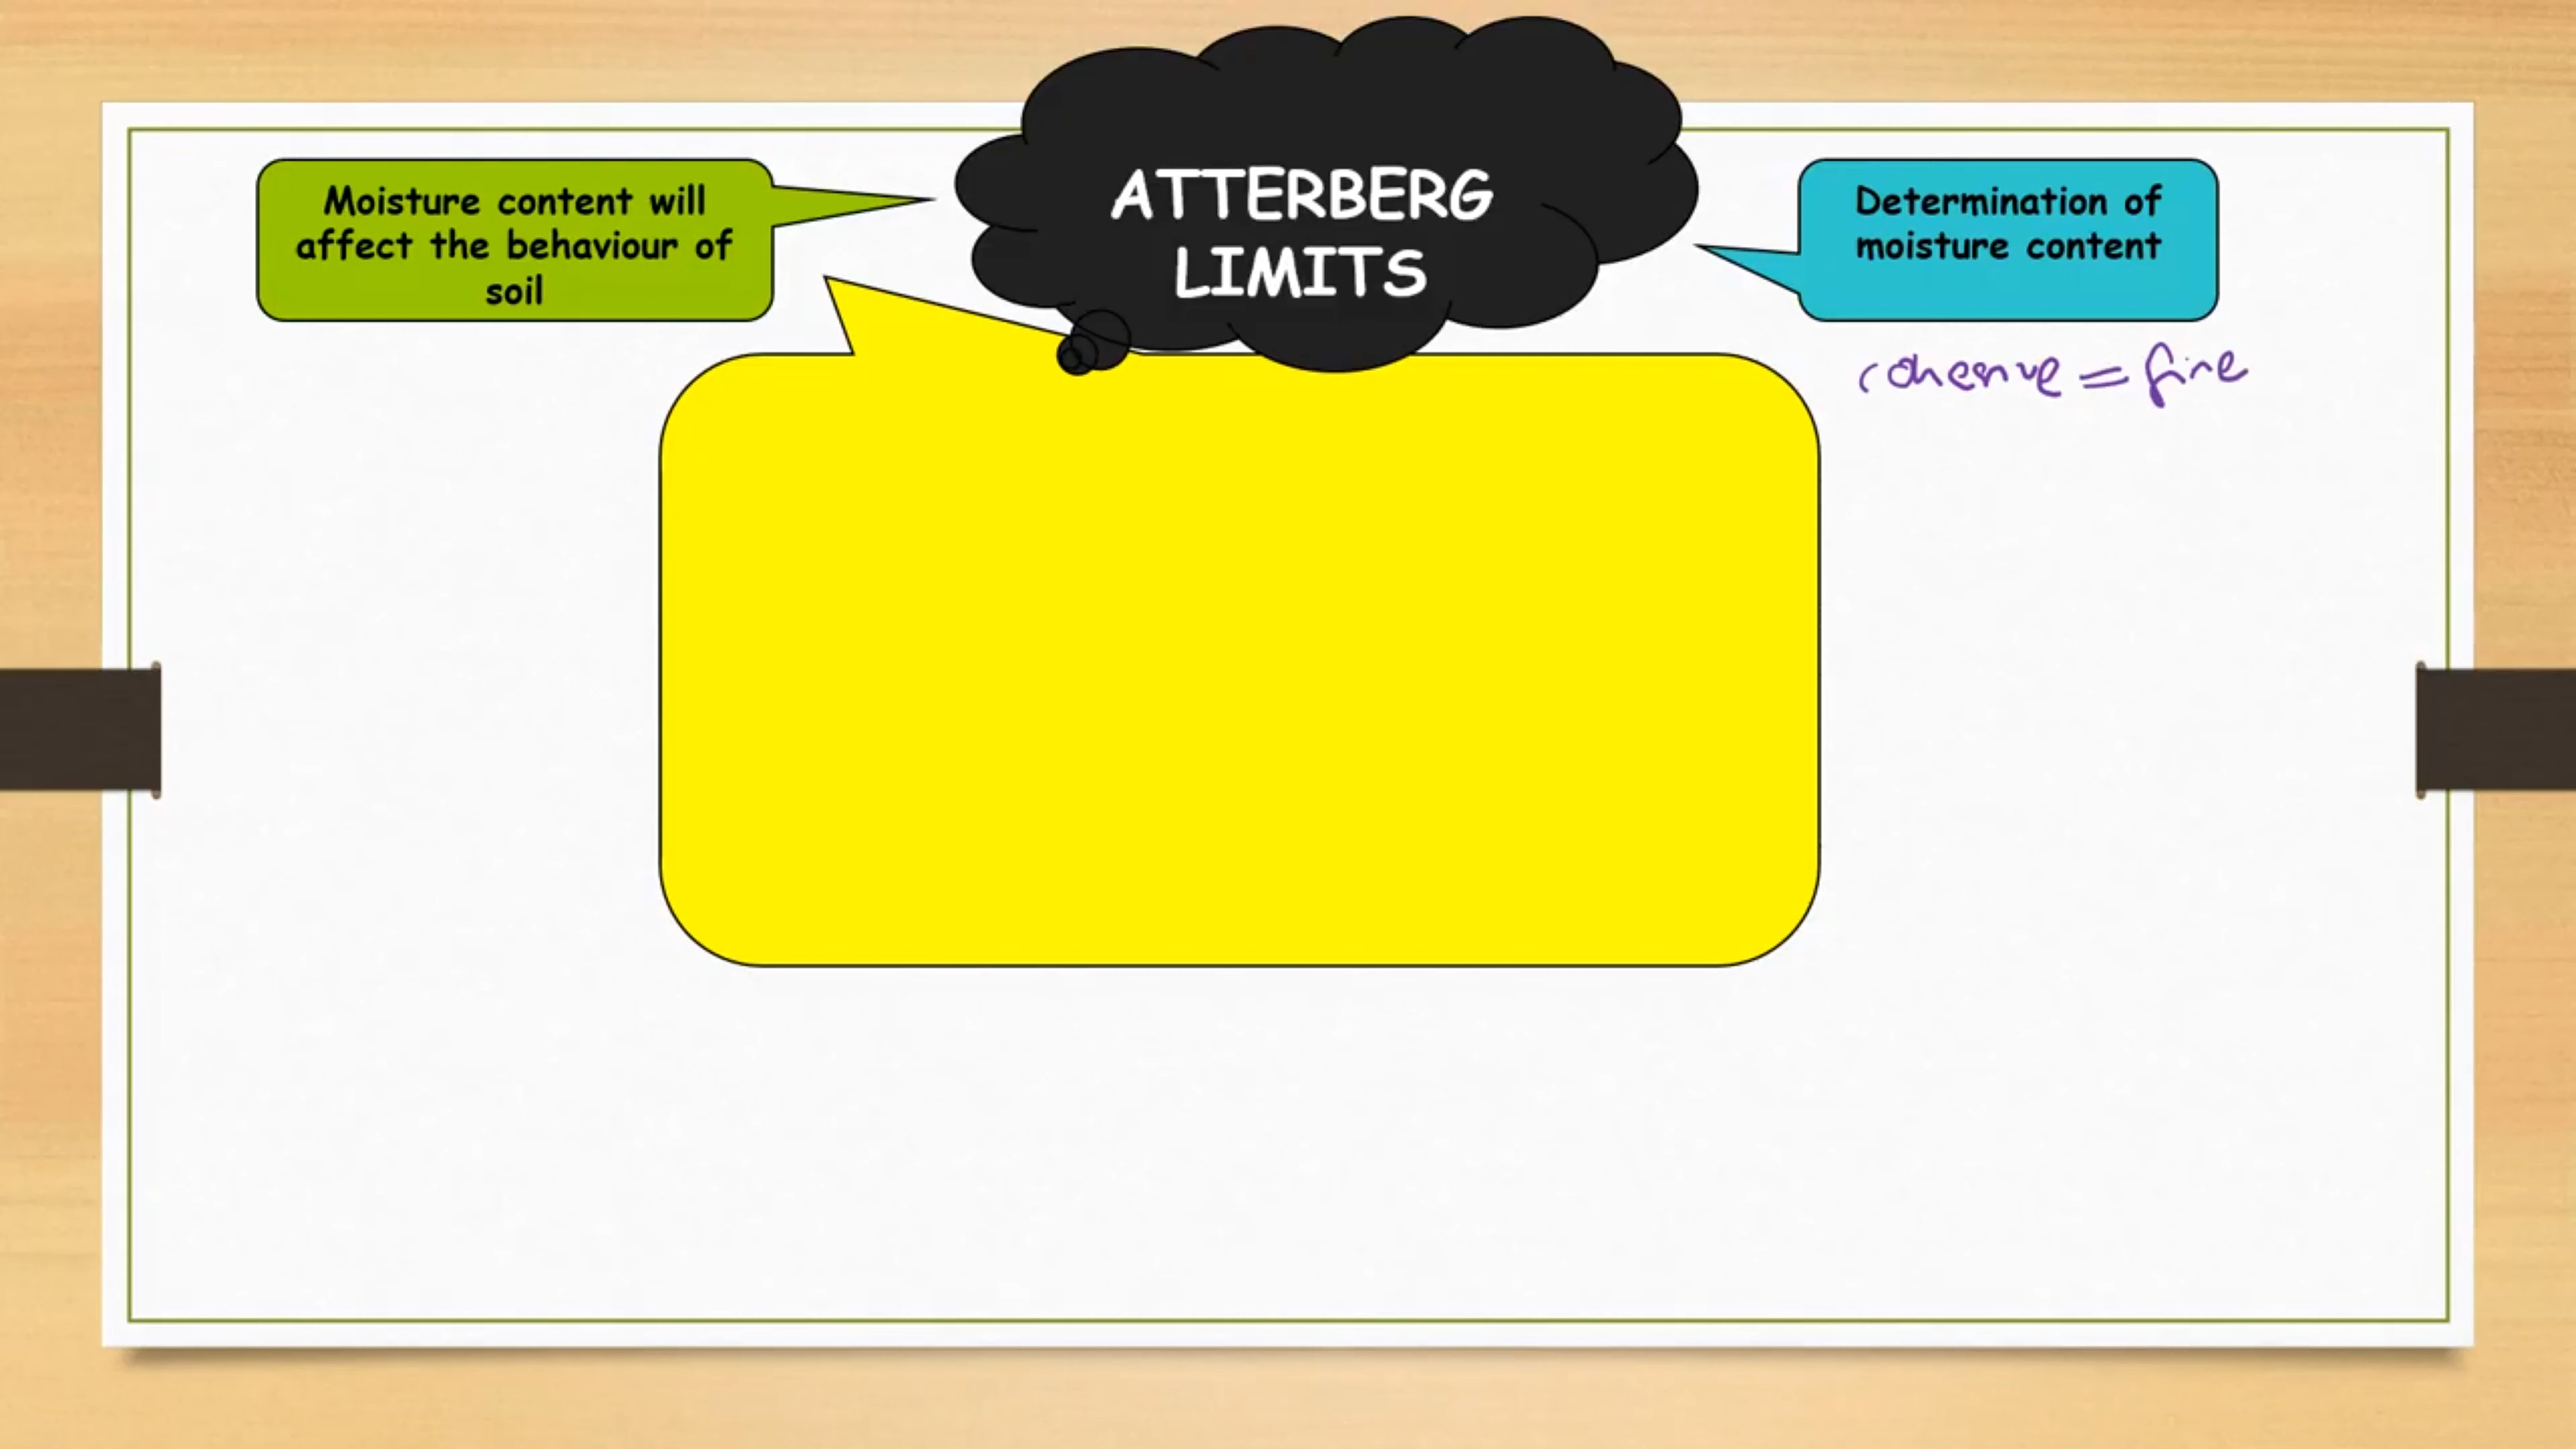 ATTERBERG
LIMITS
Moisture content will
affect the behaviour of
soil
Determination of
moisture content
cohesive = fine